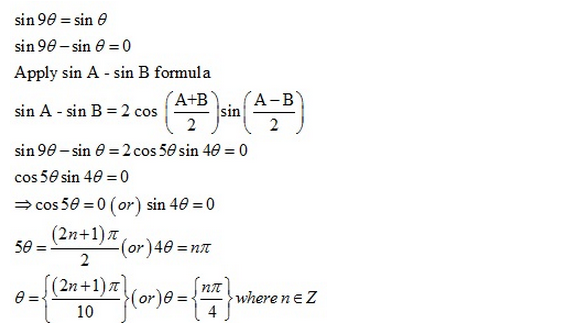 sin 9θ = sin θ
sin 9θ − sin θ = 0
Apply sin A - sin B formula
sin A - sin B = 2 cos ((A+B)/2) sin ((A−B)/2)
sin 9θ − sin θ = 2 cos 5θ sin 4θ = 0
cos 5θ sin 4θ = 0
⇒ cos 5θ = 0 (or) sin 4θ = 0
5θ = (2n+1)π/2 (or) 4θ = nπ
θ = {(2n+1)π/10} (or) θ = {nπ/4} where n ∈ Z